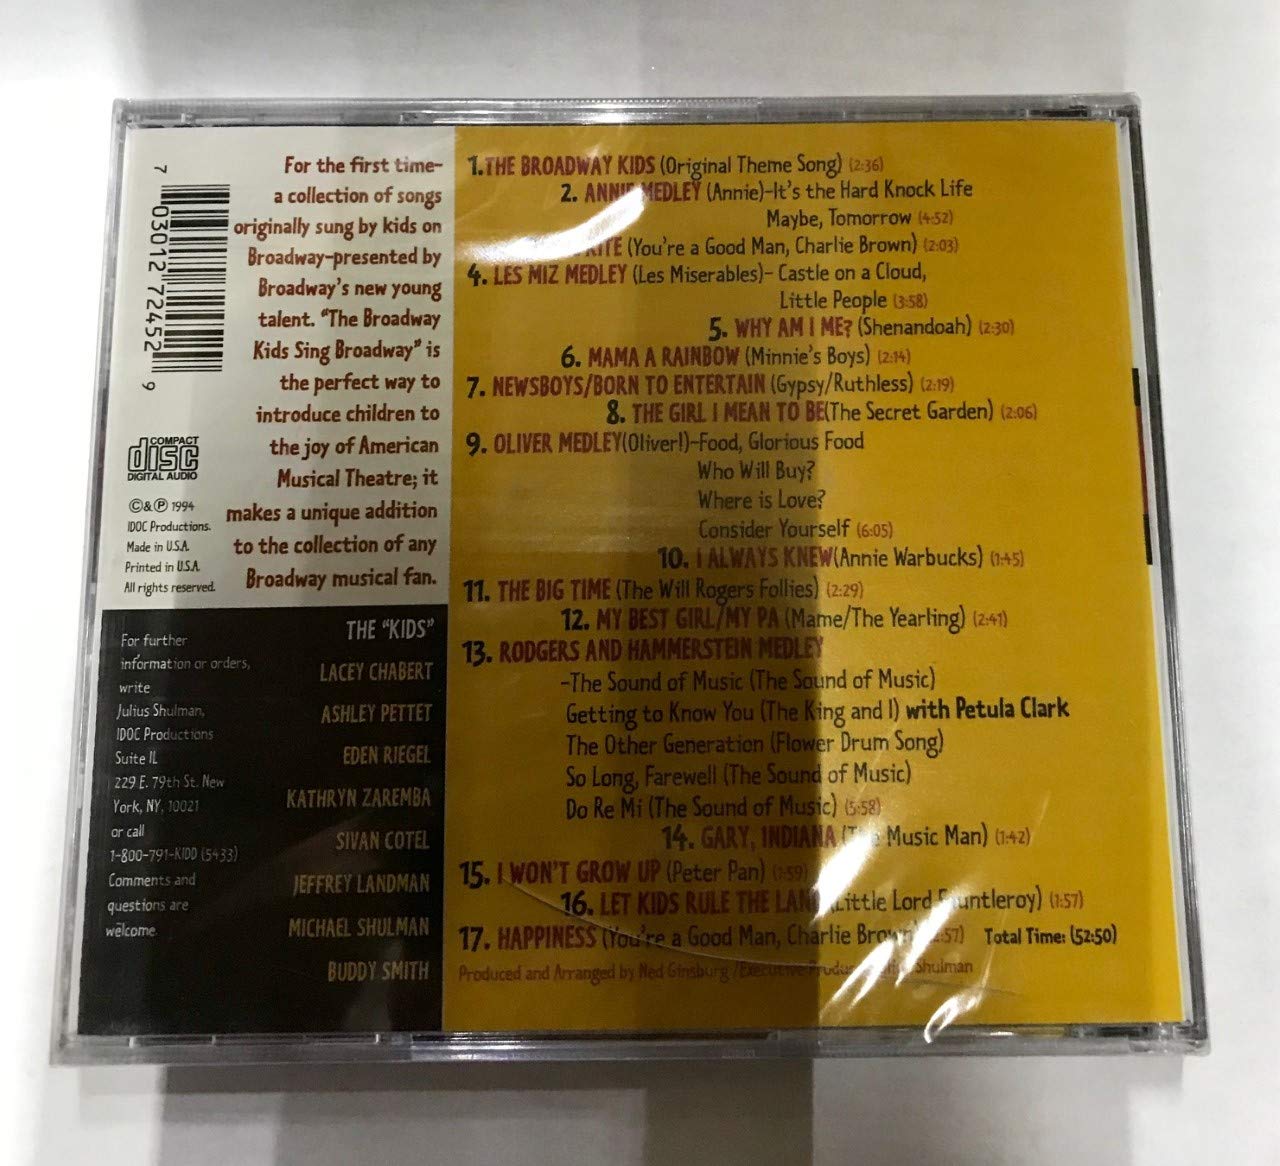 7 03012 72452 9
COMPACT
disc
DIGITAL AUDIO
©&Ⓟ 1994
IDOC Productions.
Made in U.S.A.
Printed in U.S.A.
All rights reserved.
For the first time–
a collection of songs
originally sung by kids on
Broadway–presented by
Broadway's new young
talent. "The Broadway
Kids Sing Broadway" is
the perfect way to
introduce children to
the joy of American
Musical Theatre; it
makes a unique addition
to the collection of any
Broadway musical fan.
For further
information or orders,
write
Julius Shulman,
IDOC Productions
Suite 1L
229 E. 79th St. New
York, NY, 10021
or call
1-800-791-KIDD (5433)
Comments and
questions are
welcome.
THE "KIDS"
LACEY CHABERT
ASHLEY PETTET
EDEN RIEGEL
KATHRYN ZAREMBA
SIVAN COTEL
JEFFREY LANDMAN
MICHAEL SHULMAN
BUDDY SMITH
1. THE BROADWAY KIDS (Original Theme Song) (2:36)
2. ANNIE MEDLEY (Annie)–It's the Hard Knock Life
Maybe, Tomorrow (4:52)
(You're a Good Man, Charlie Brown) (2:03)
4. LES MIZ MEDLEY (Les Miserables)– Castle on a Cloud,
Little People (3:58)
5. WHY AM I ME? (Shenandoah) (2:30)
6. MAMA A RAINBOW (Minnie's Boys) (2:14)
7. NEWSBOYS/BORN TO ENTERTAIN (Gypsy/Ruthless) (2:19)
8. THE GIRL I MEAN TO BE(The Secret Garden) (2:06)
9. OLIVER MEDLEY(Oliver!)–Food, Glorious Food
Who Will Buy?
Where is Love?
Consider Yourself (6:05)
10. I ALWAYS KNEW(Annie Warbucks) (1:45)
11. THE BIG TIME (The Will Rogers Follies) (2:29)
12. MY BEST GIRL/MY PA (Mame/The Yearling) (2:41)
13. RODGERS AND HAMMERSTEIN MEDLEY
–The Sound of Music (The Sound of Music)
Getting to Know You (The King and I) with Petula Clark
The Other Generation (Flower Drum Song)
So Long, Farewell (The Sound of Music)
Do Re Mi (The Sound of Music) (5:58)
14. GARY, INDIANA (The Music Man) (1:42)
15. I WON'T GROW UP (Peter Pan) (1:59)
16. LET KIDS RULE THE LAND (Little Lord Fauntleroy) (1:57)
17. HAPPINESS (You're a Good Man, Charlie Brown) (2:57) Total Time: (52:50)
Produced and Arranged by Ned Ginsburg /Executive Shulman